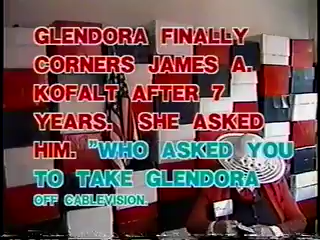 GLENDORA FINALLY
CORNERS JAMES A.
KOFALT AFTER 7
YEARS. SHE ASKED
HIM. "WHO ASKED YOU
TO TAKE GLENDORA
OFF CABLEVISION.